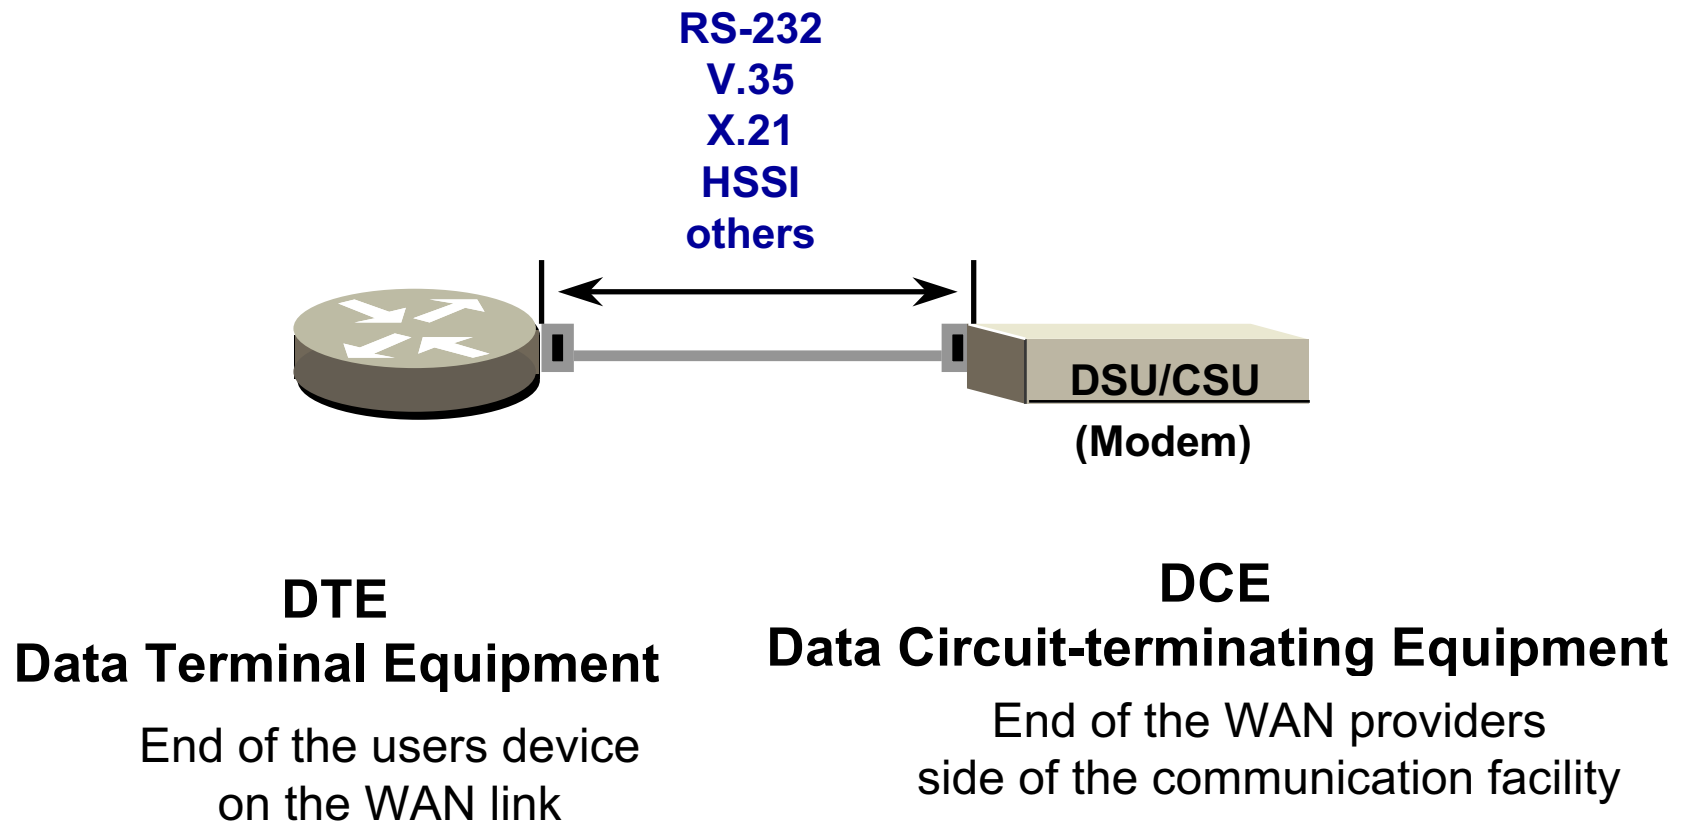 RS-232
V.35
X.21
HSSI
others
DSU/CSU
(Modem)
DTE
Data Terminal Equipment
End of the users device
on the WAN link
DCE
Data Circuit-terminating Equipment
End of the WAN providers
side of the communication facility